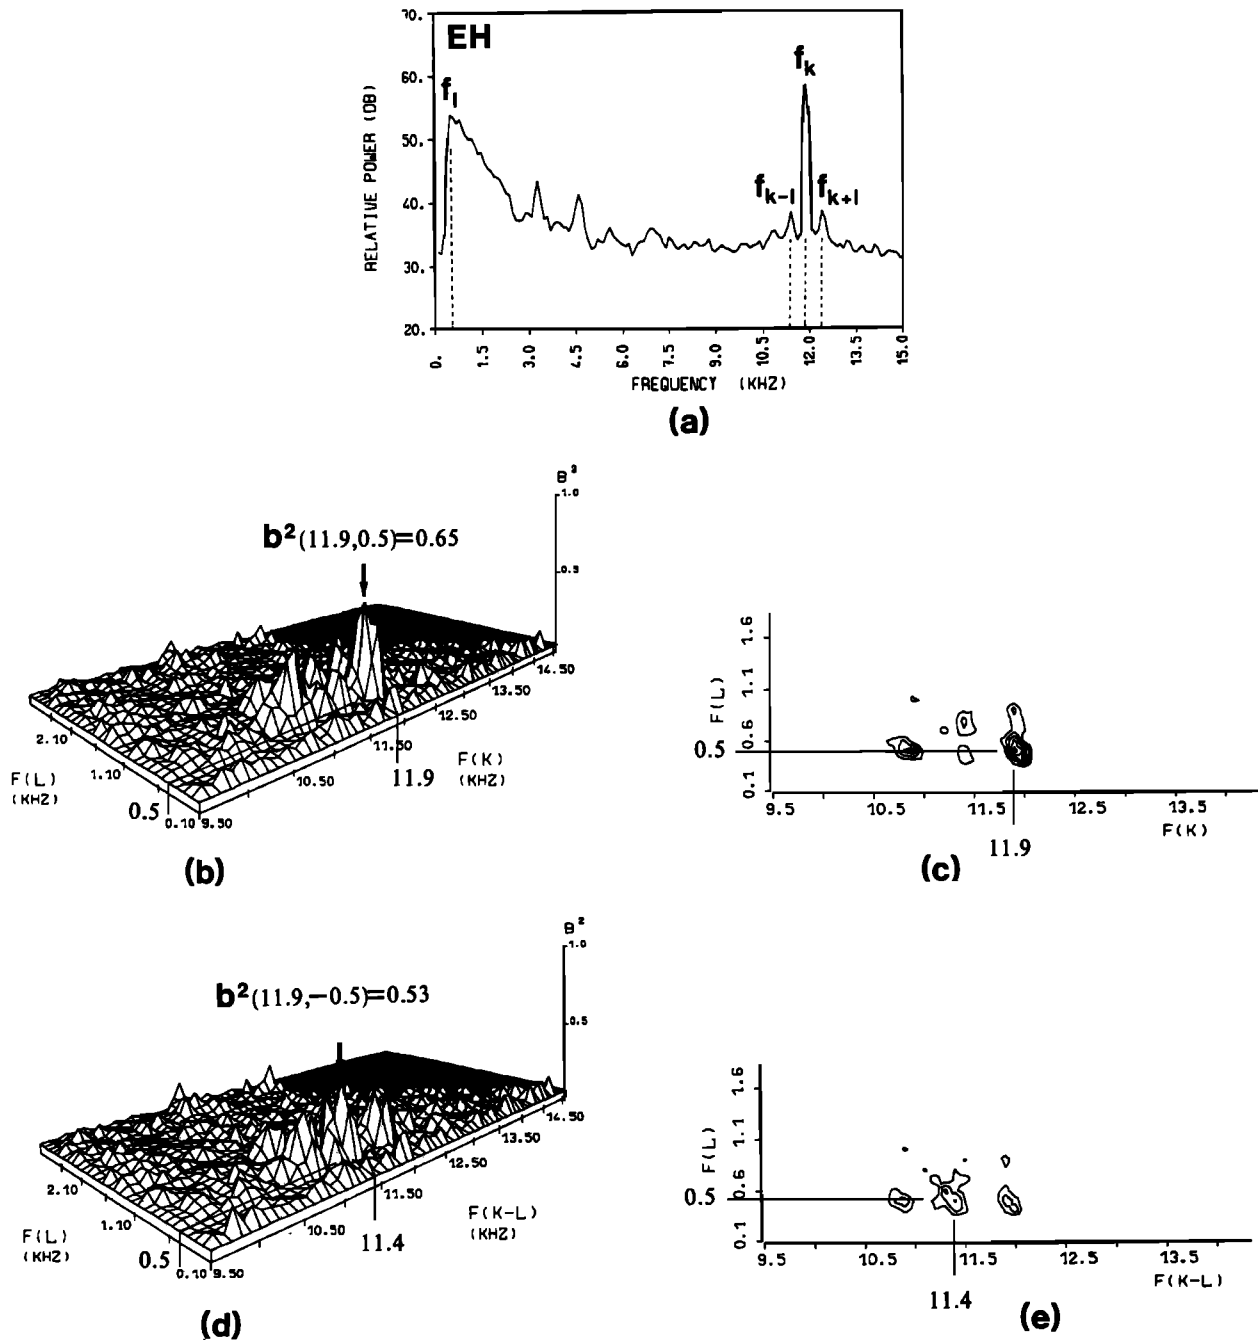 70.
EH
60.
50.
40.
30.
20.
RELATIVE POWER (DB)
f_l
f_k
f_{k-l}
f_{k+l}
0. 1.5 3.0 4.5 6.0 7.5 9.0 10.5 12.0 13.5 15.0
FREQUENCY (KHZ)
(a)
B²
1.0
0.5
b²(11.9,0.5)=0.65
2.10
1.10
0.5
0.10
F(L)
(KHZ)
9.50
10.50
11.50
12.50
13.50
14.50
11.9
F(K)
(KHZ)
(b)
1.6
1.1
0.6
0.1
F(L)
0.5
9.5 10.5 11.5 12.5 13.5
F(K)
11.9
(c)
B²
1.0
0.5
b²(11.9,−0.5)=0.53
2.10
1.10
0.5
0.10
F(L)
(KHZ)
9.50
10.50
11.50
12.50
13.50
14.50
11.4
F(K-L)
(KHZ)
(d)
1.6
1.1
0.6
0.1
F(L)
0.5
9.5 10.5 11.5 12.5 13.5
F(K-L)
11.4
(e)